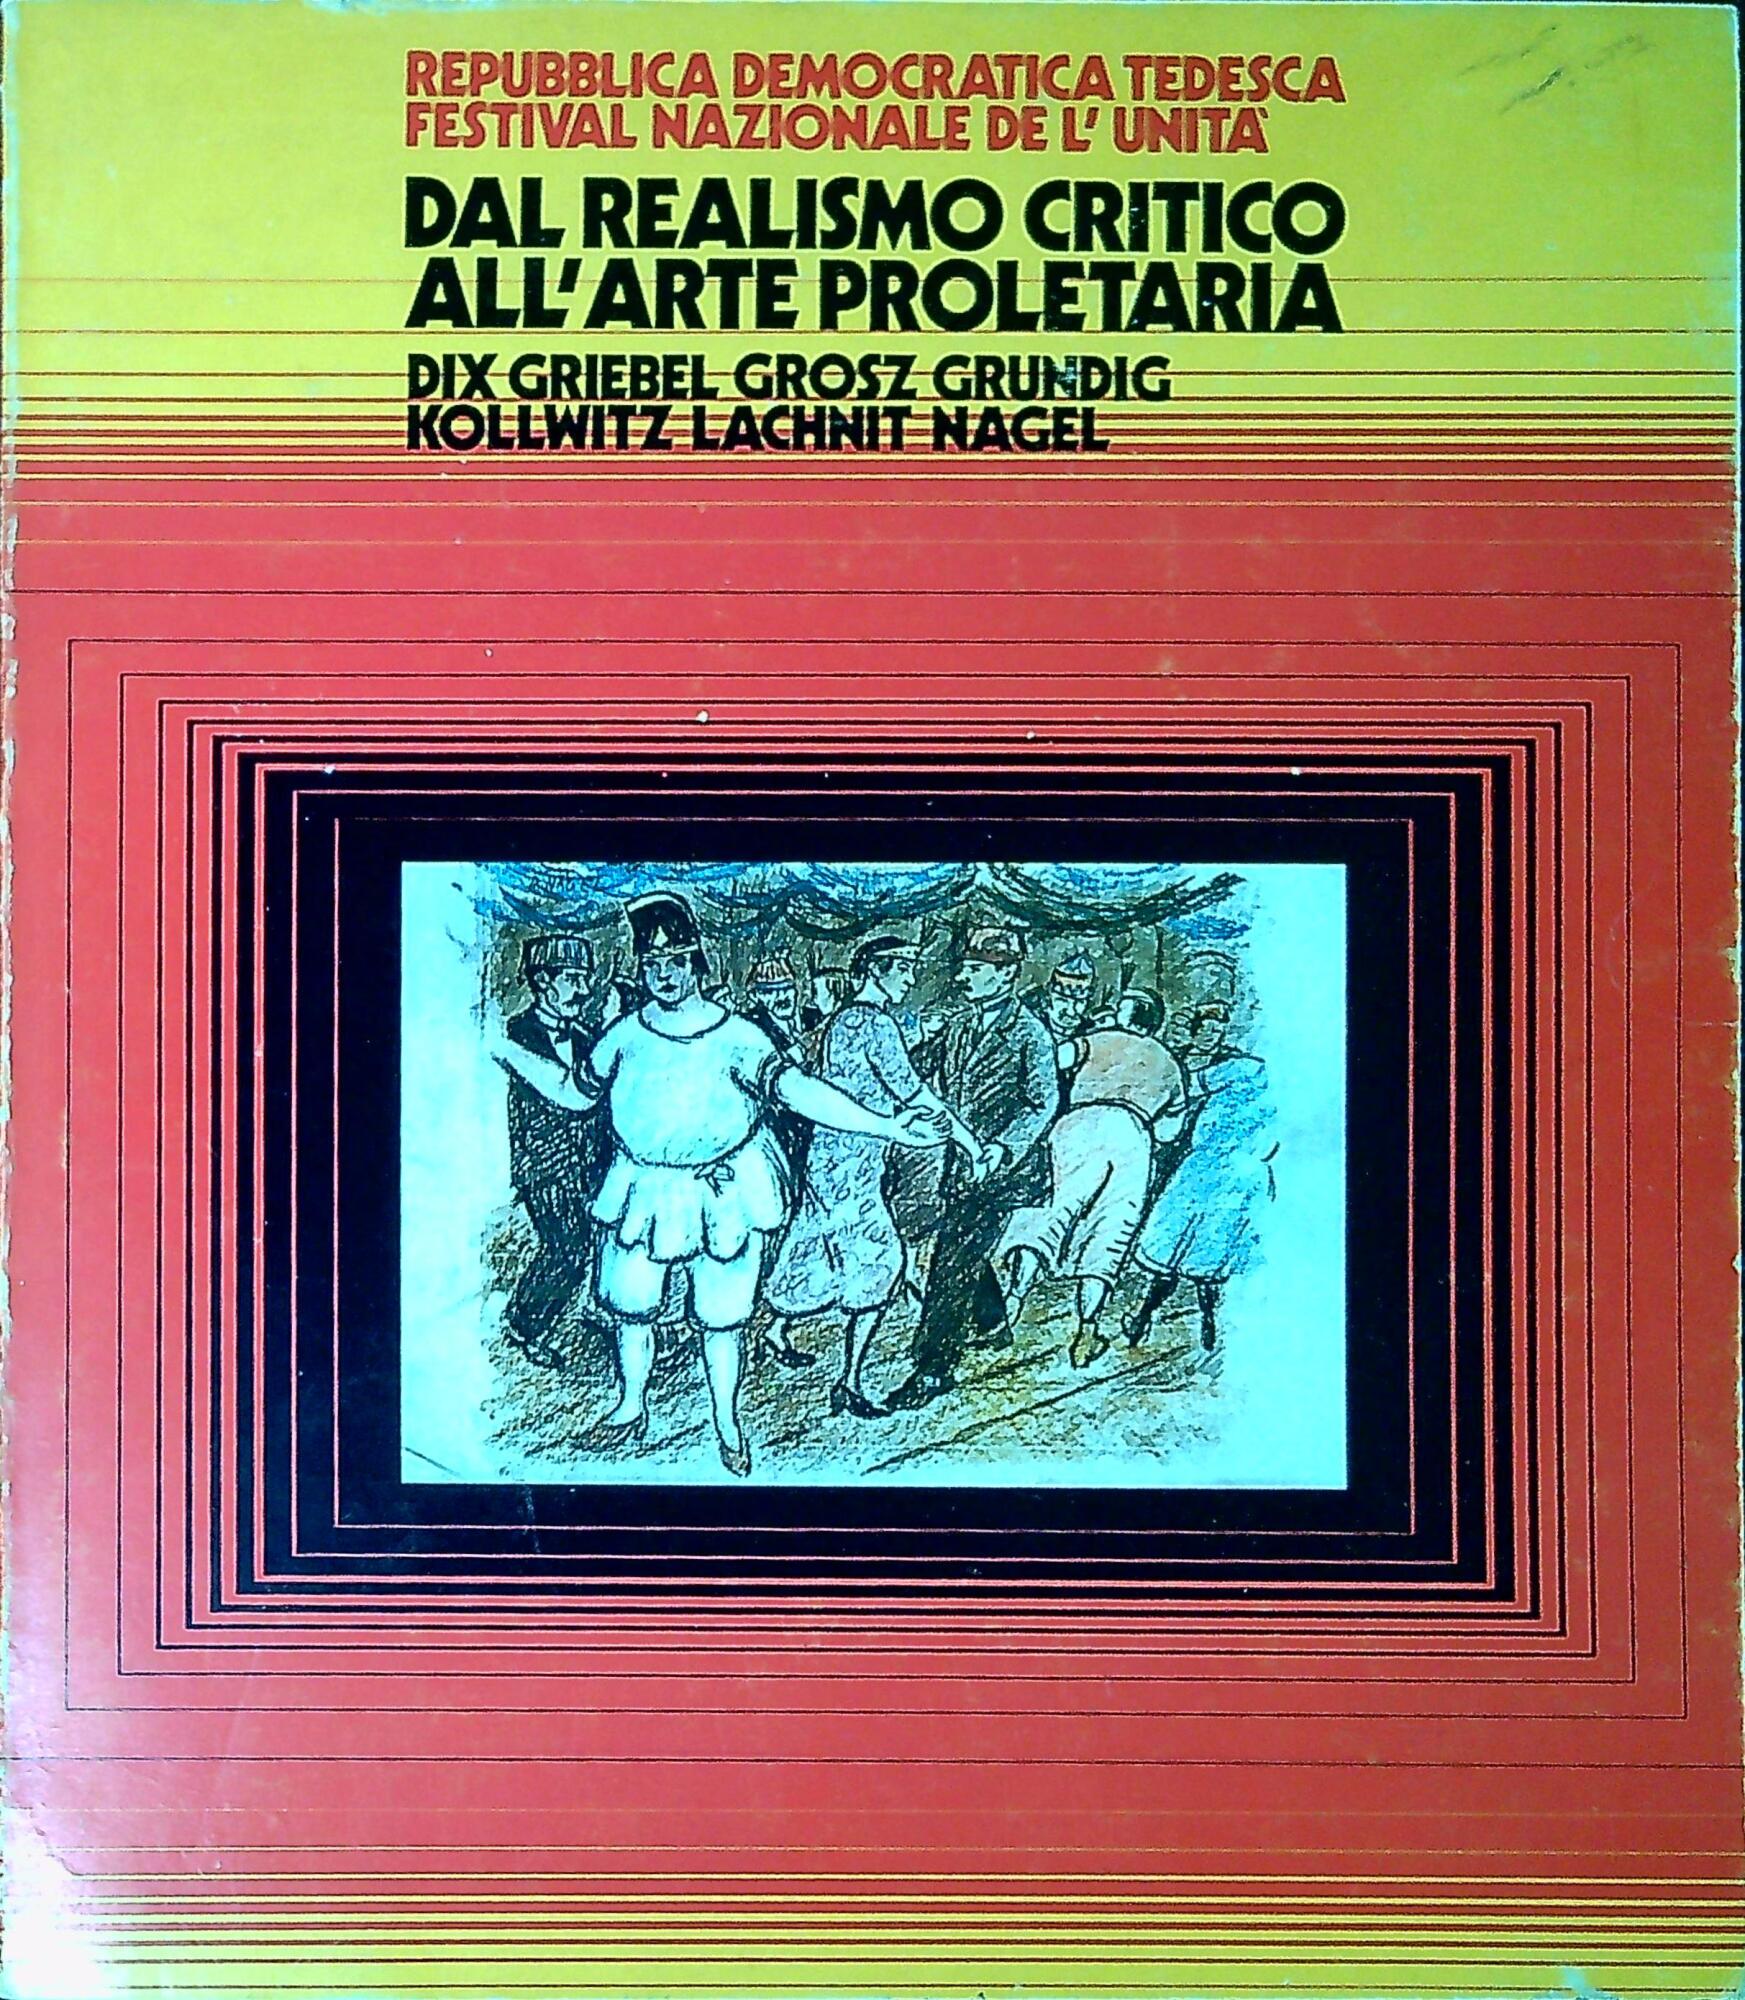 REPUBBLICA DEMOCRATICA TEDESCA
FESTIVAL NAZIONALE DE L' UNITÀ
DAL REALISMO CRITICO
ALL'ARTE PROLETARIA
DIX GRIEBEL GROSZ GRUNDIG
KOLLWITZ LACHNIT NAGEL